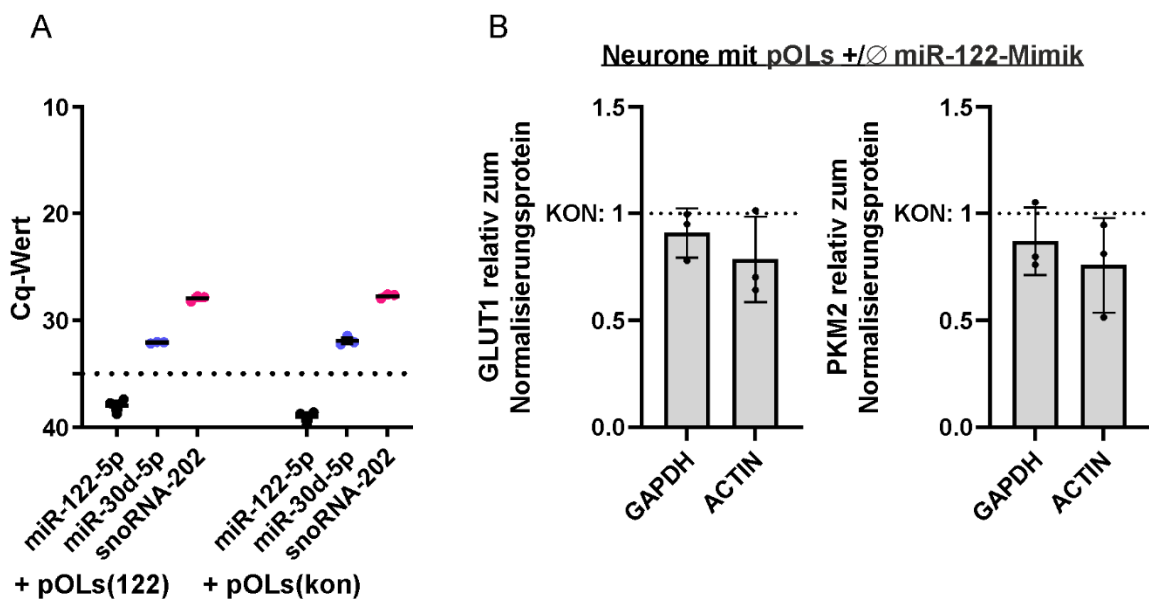 A
Cq-Wert
10
20
30
40
miR-122-5p
miR-30d-5p
snoRNA-202
miR-122-5p
miR-30d-5p
snoRNA-202
+ pOLs(122)
+ pOLs(kon)
B
Neurone mit pOLs +/∅ miR-122-Mimik
GLUT1 relativ zum
Normalisierungsprotein
1.5
KON: 1
0.5
0.0
GAPDH
ACTIN
PKM2 relativ zum
Normalisierungsprotein
1.5
KON: 1
0.5
0.0
GAPDH
ACTIN